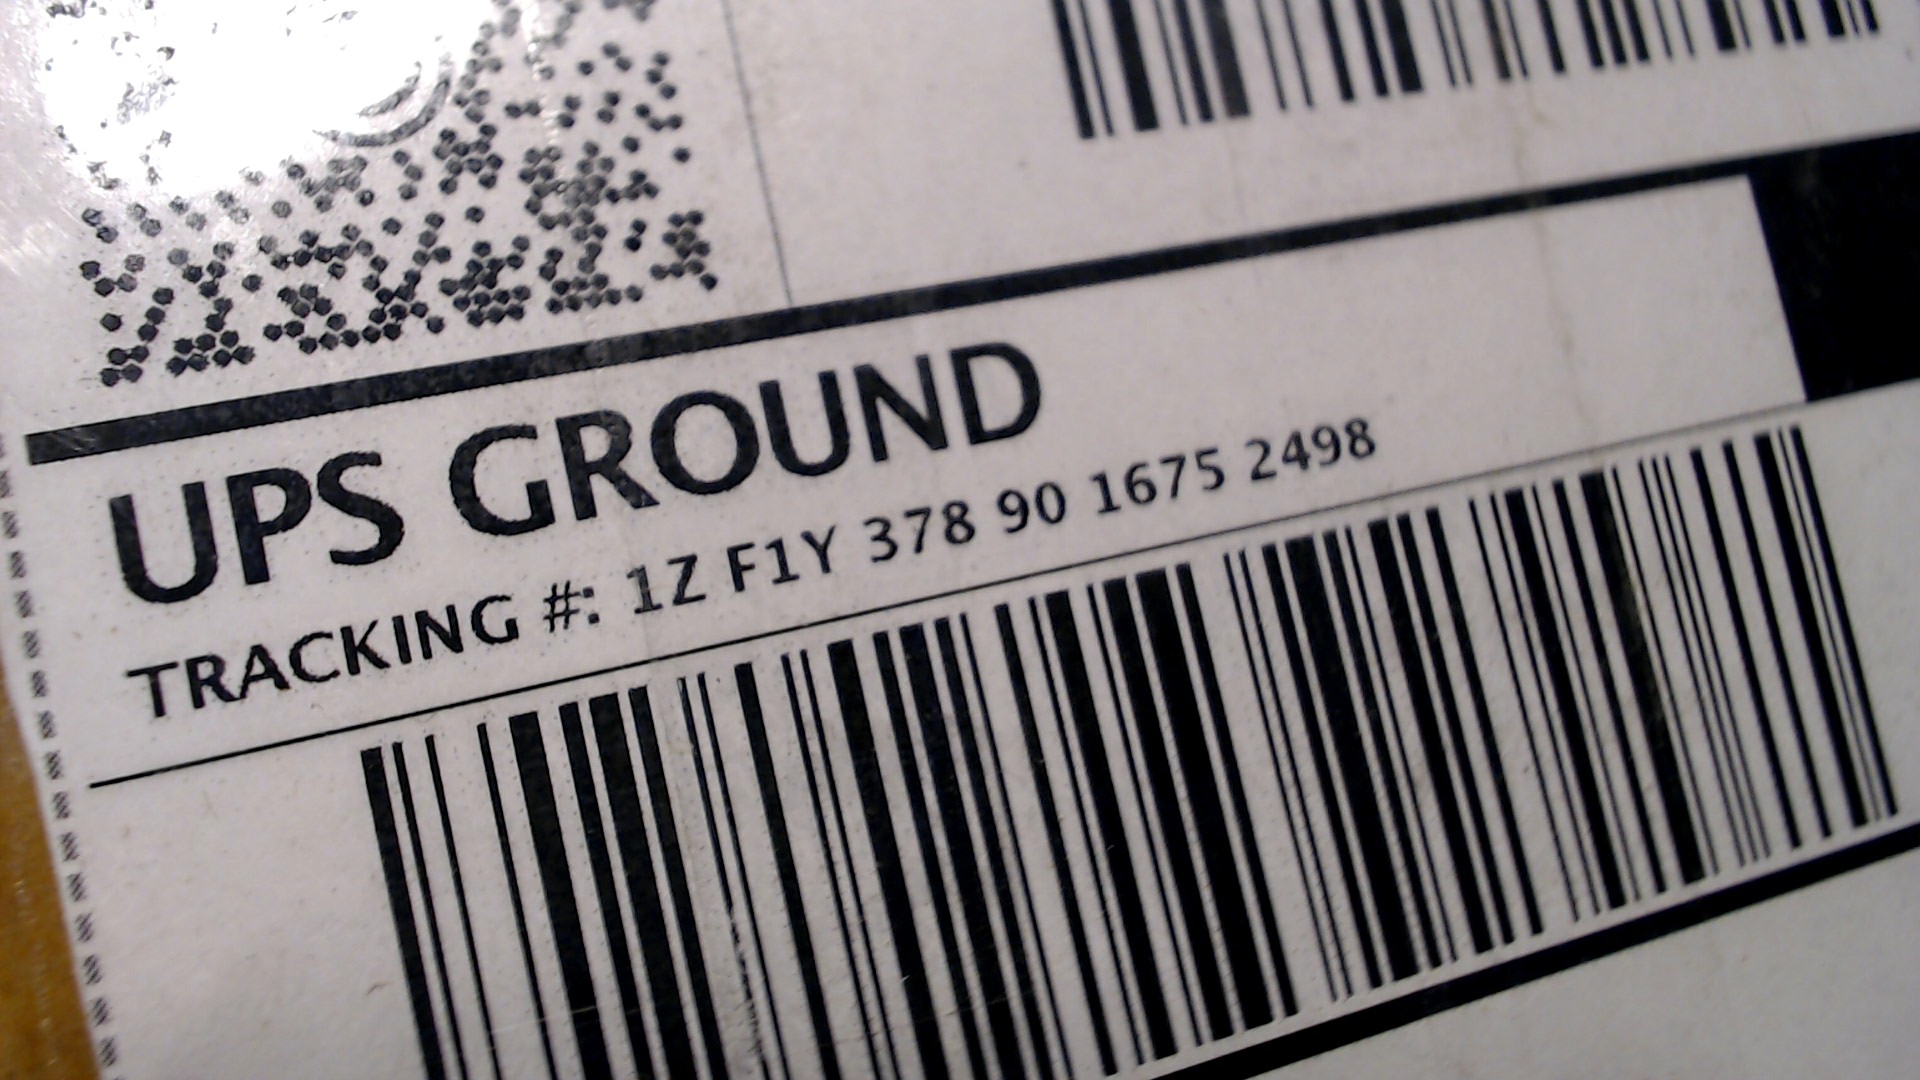 UPS GROUND
TRACKING #: 1Z F1Y 378 90 1675 2498